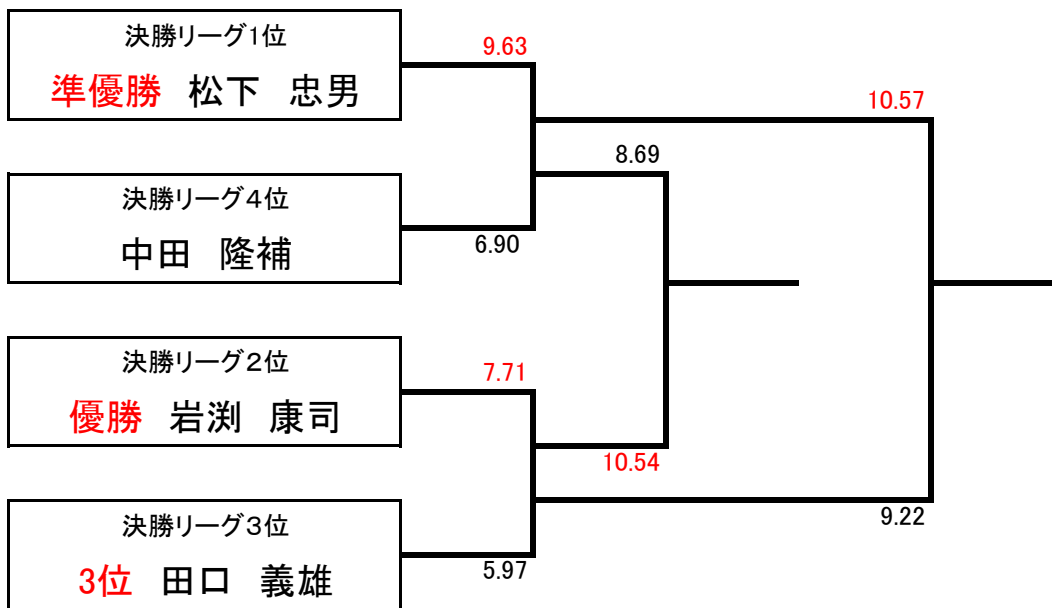 決勝リーグ1位
準優勝 松下 忠男
9.63
10.57
8.69
決勝リーグ４位
中田 隆補
6.90
決勝リーグ２位
優勝 岩渕 康司
7.71
10.54
決勝リーグ３位
3位 田口 義雄
5.97
9.22